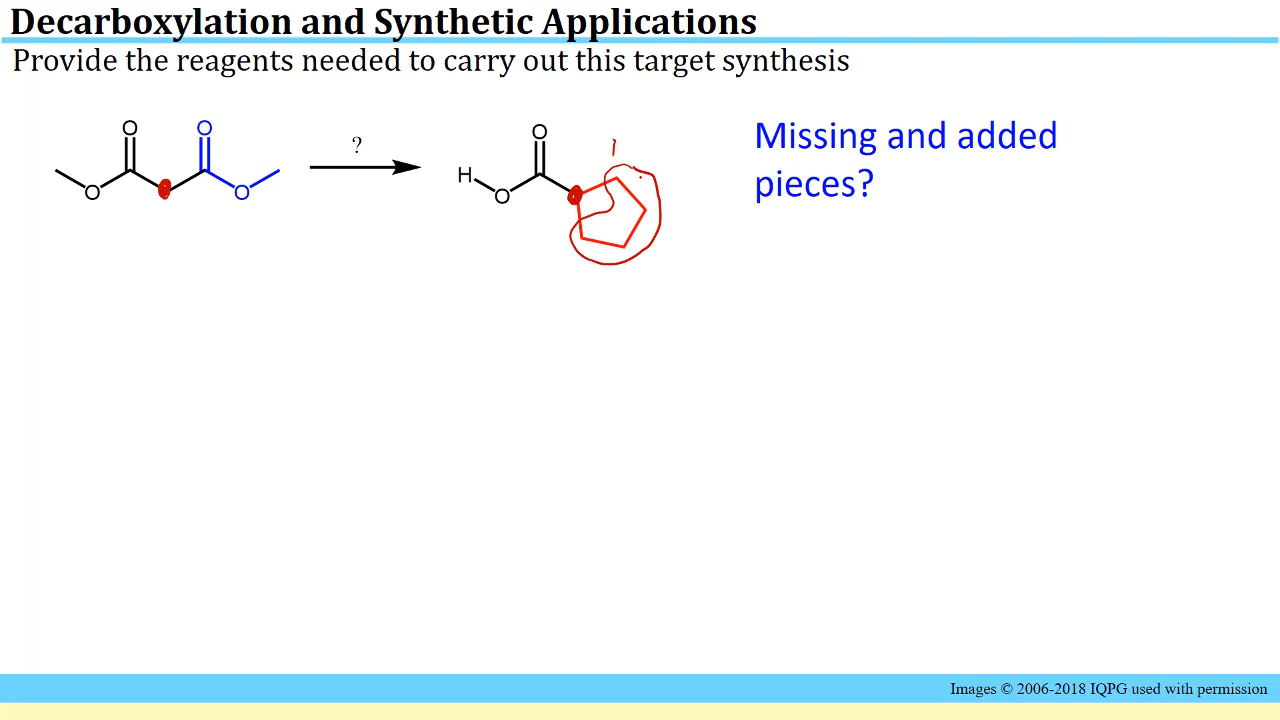 Decarboxylation and Synthetic Applications
Provide the reagents needed to carry out this target synthesis
O O
?
O O
O
H
O
1
Missing and added
pieces?
Images © 2006-2018 IQPG used with permission